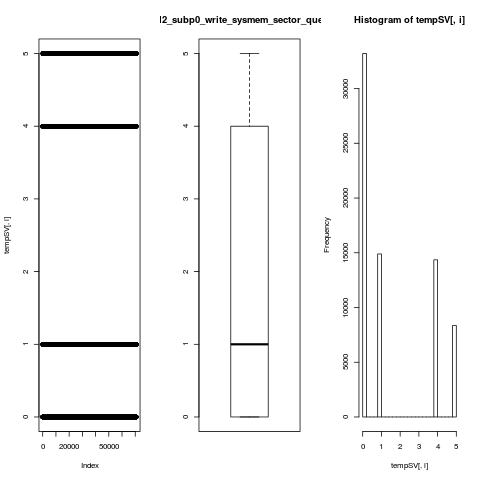 l2_subp0_write_sysmem_sector_que
Histogram of tempSV[, i]
tempSV[, i]
0 1 2 3 4 5
0 20000 50000
Index
0 1 2 3 4 5
Frequency
0 5000 10000 15000 20000 25000 30000
0 1 2 3 4 5
tempSV[, i]